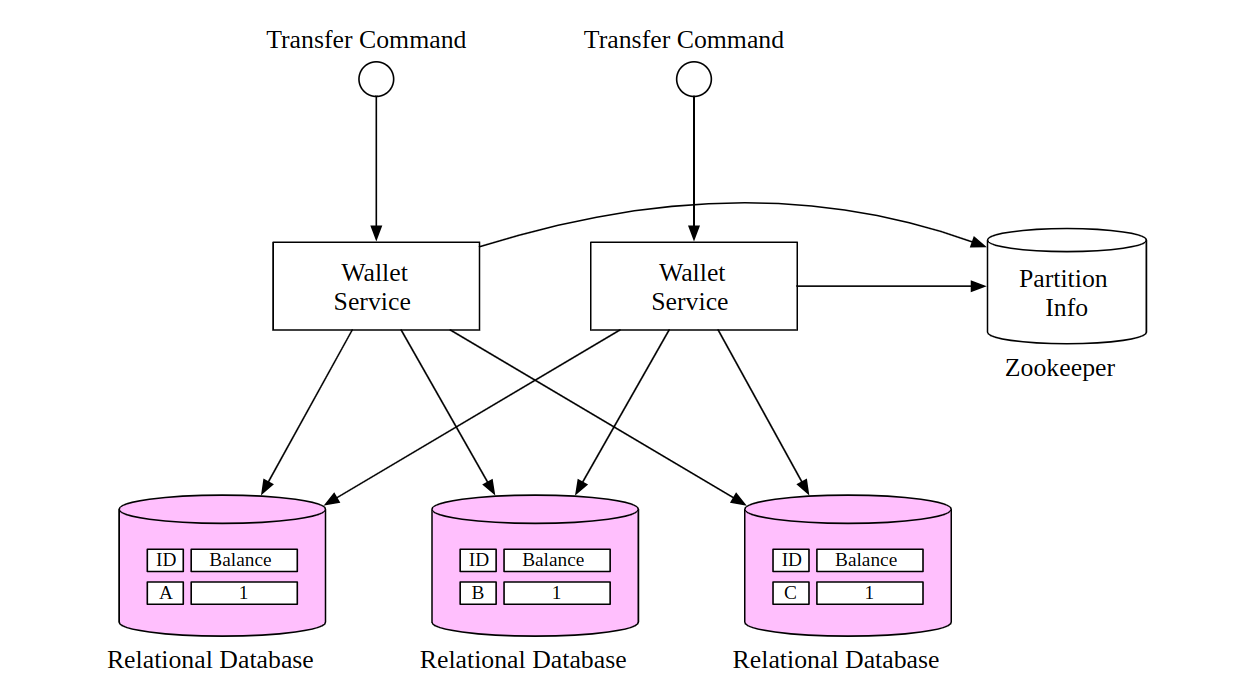 Transfer Command
Transfer Command
Wallet
Service
Wallet
Service
Partition
Info
Zookeeper
ID Balance
A 1
Relational Database
ID Balance
B 1
Relational Database
ID Balance
C 1
Relational Database